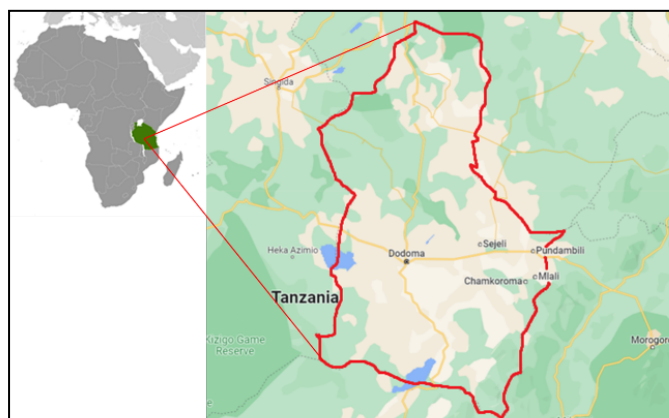 Singida
Heka Azimio
Dodoma
Sejeli
Pundambili
Chamkoroma
Mlali
Tanzania
Kizigo Game
Reserve
Morogoro